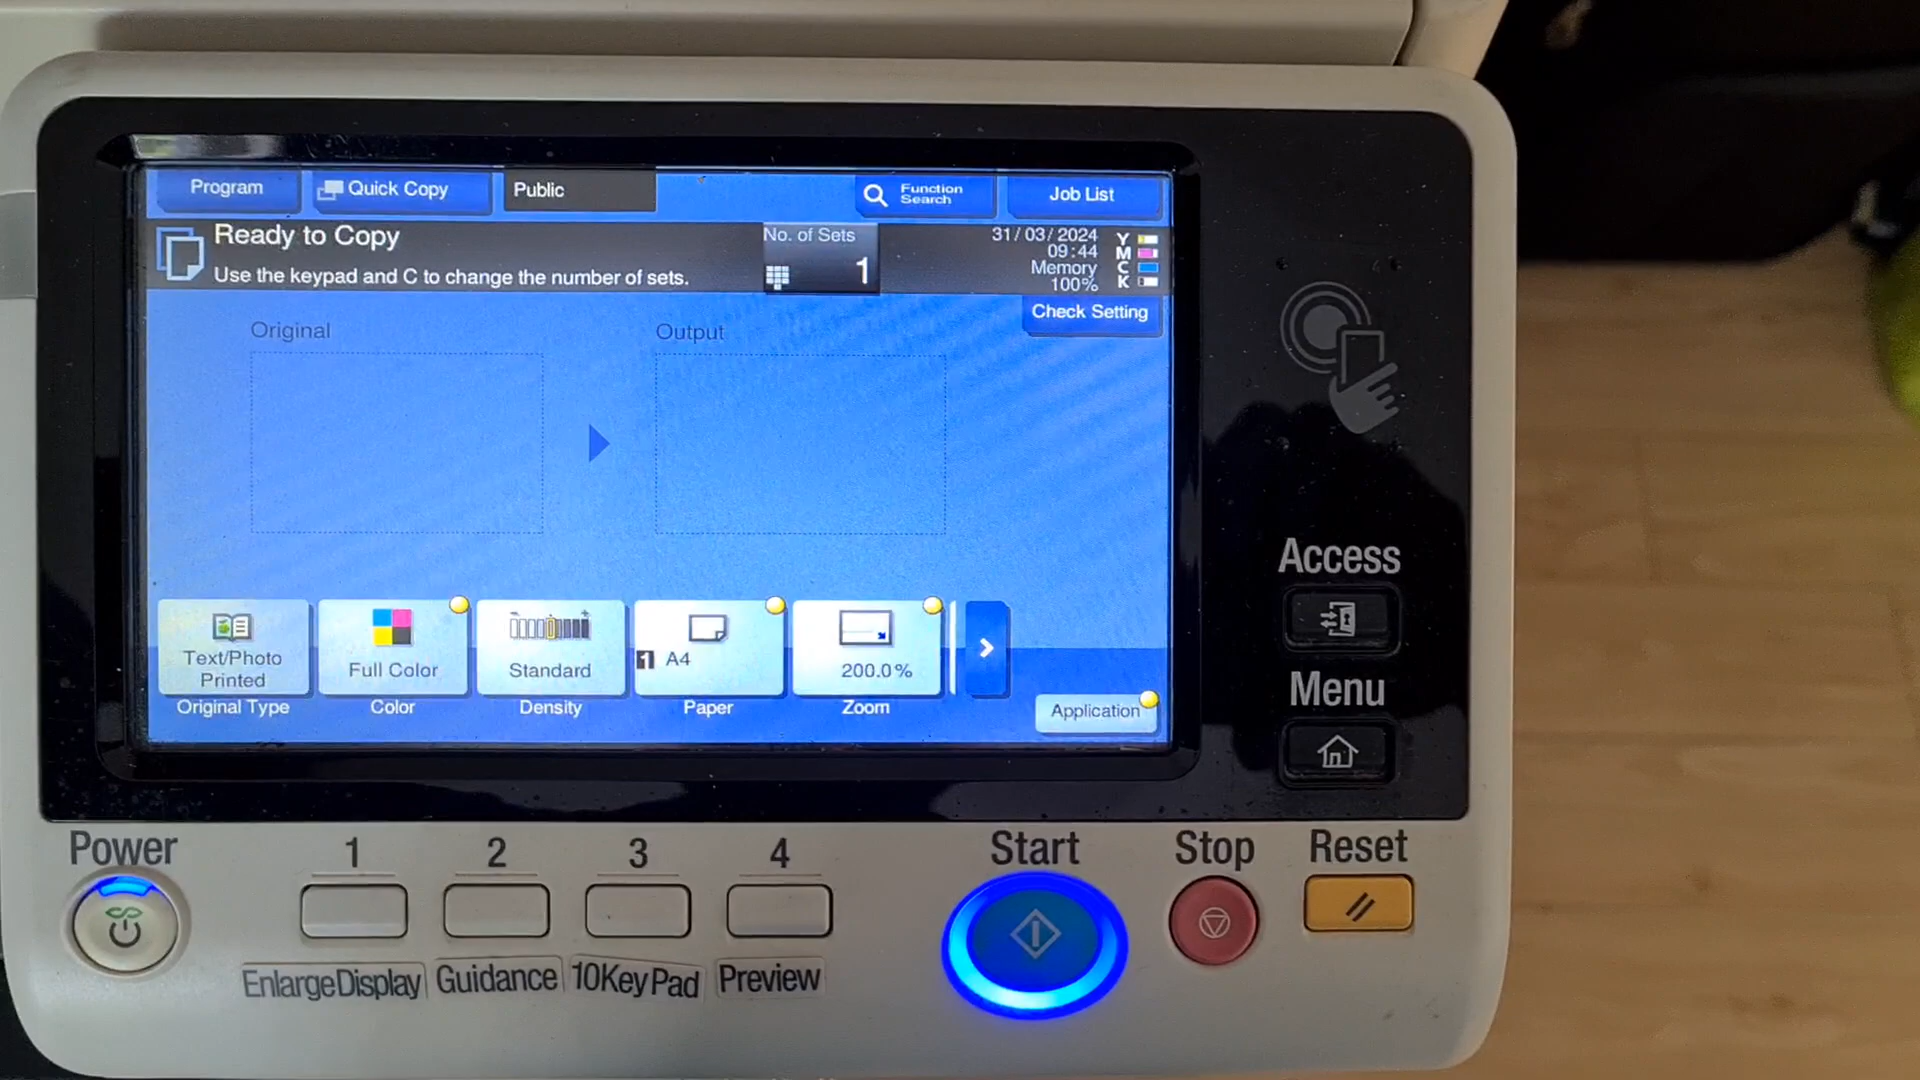 Program
Quick Copy
Public
Function
Search
Job List
Ready to Copy
Use the keypad and C to change the number of sets.
No. of Sets
1
31/03/2024
09:44
Memory
100%
Y
M
C
K
Check Setting
Original
Output
Text/Photo
Printed
Original Type
Full Color
Color
Standard
Density
1 A4
Paper
200.0%
Zoom
Application
Access
Menu
Power
1
2
3
4
Start
Stop
Reset
EnlargeDisplay
Guidance
10KeyPad
Preview